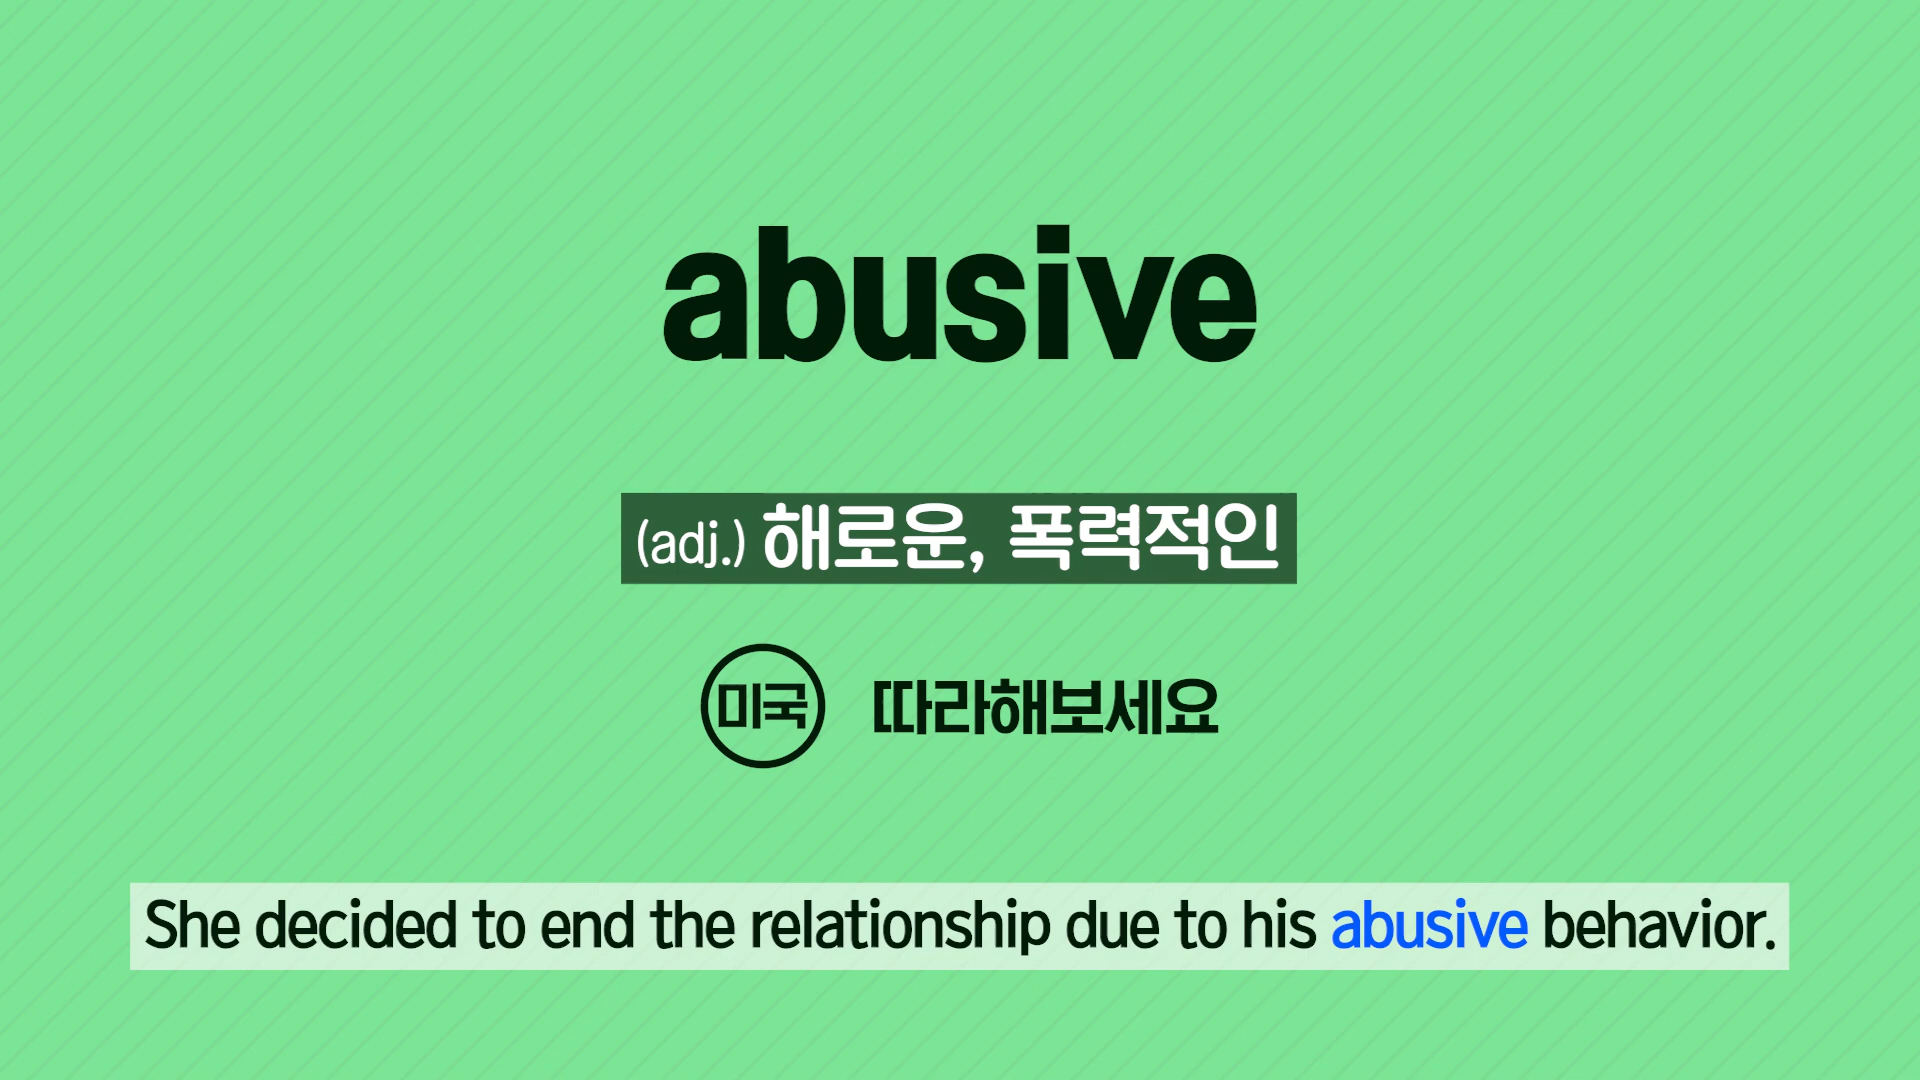 abusive
(adj.) 해로운, 폭력적인
미국 따라해보세요
She decided to end the relationship due to his abusive behavior.